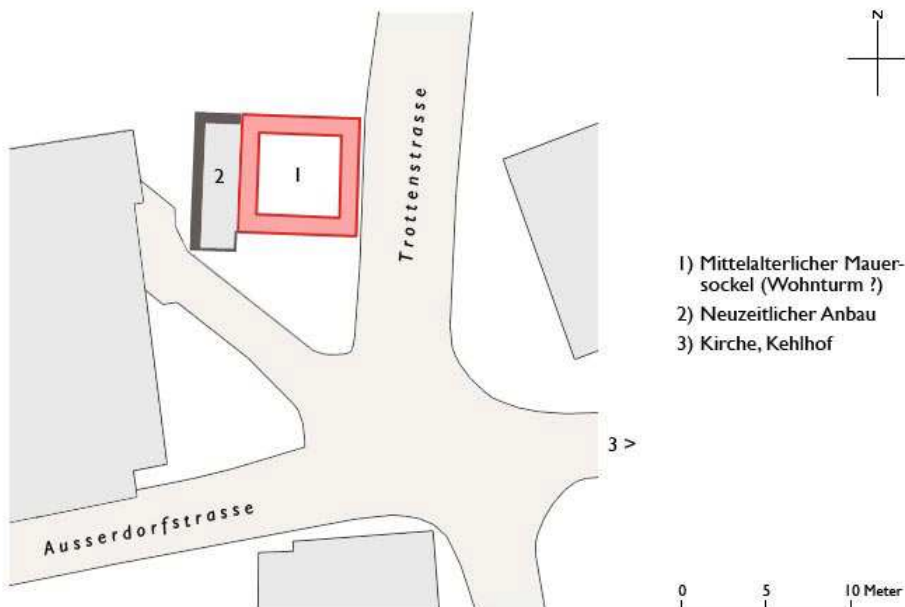 N
Trottenstrasse
2
1
1) Mittelalterlicher Mauer-
sockel (Wohnturm ?)
2) Neuzeitlicher Anbau
3) Kirche, Kehlhof
3 >
Ausserdorfstrasse
0 5 10 Meter